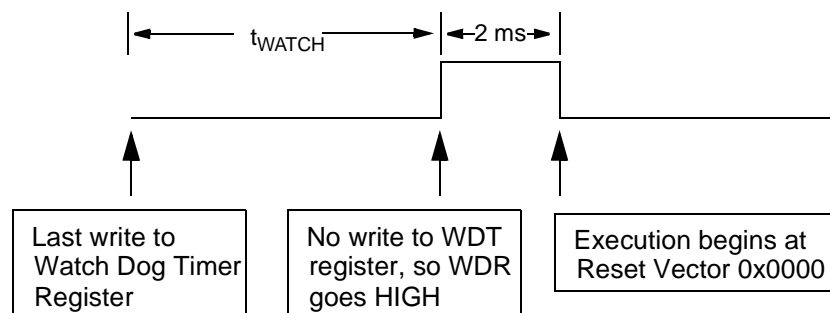 tWATCH
2 ms
Last write to
Watch Dog Timer
Register
No write to WDT
register, so WDR
goes HIGH
Execution begins at
Reset Vector 0x0000